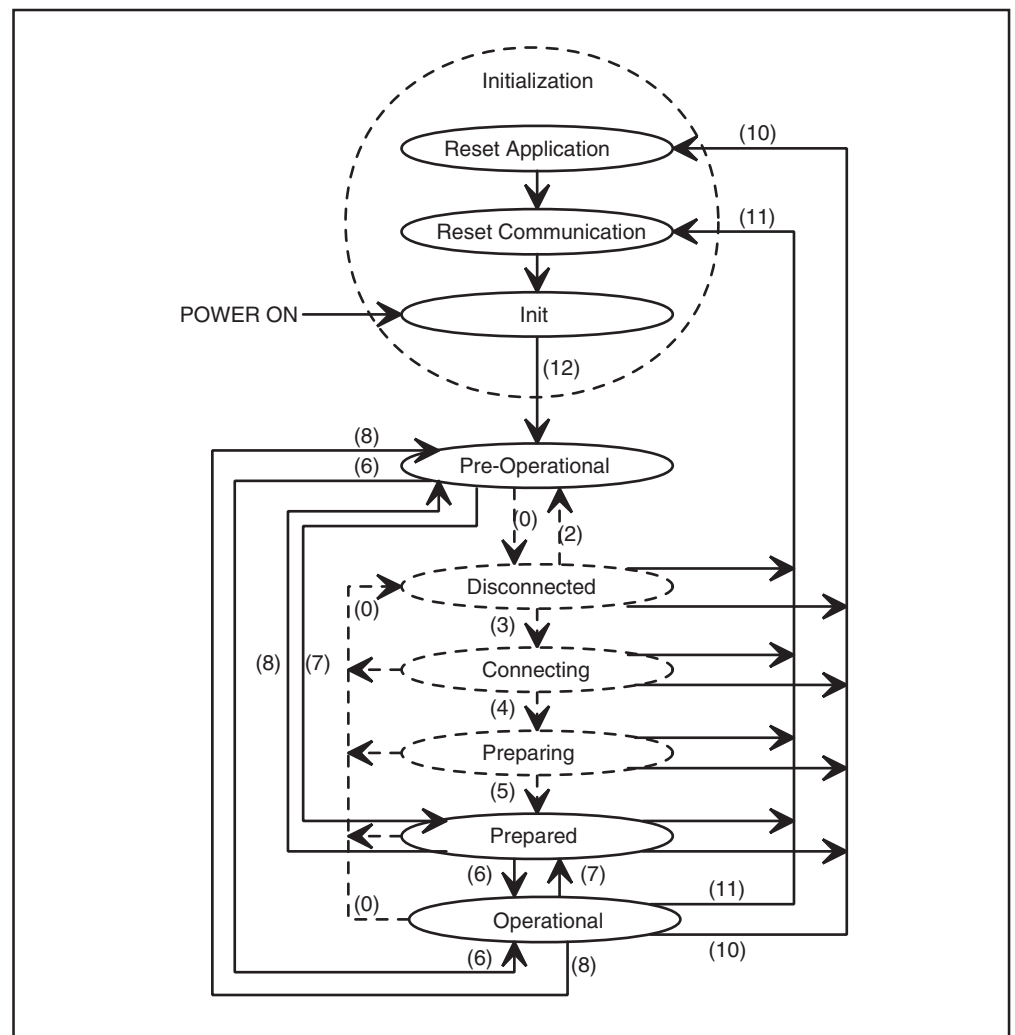 Initialization
Reset Application
(10)
Reset Communication
(11)
POWER ON
Init
(12)
(8)
(6)
Pre-Operational
(0)
(2)
Disconnected
(0)
(3)
(8)
(7)
Connecting
(4)
Preparing
(5)
Prepared
(6)
(7)
(11)
(0)
Operational
(10)
(6)
(8)